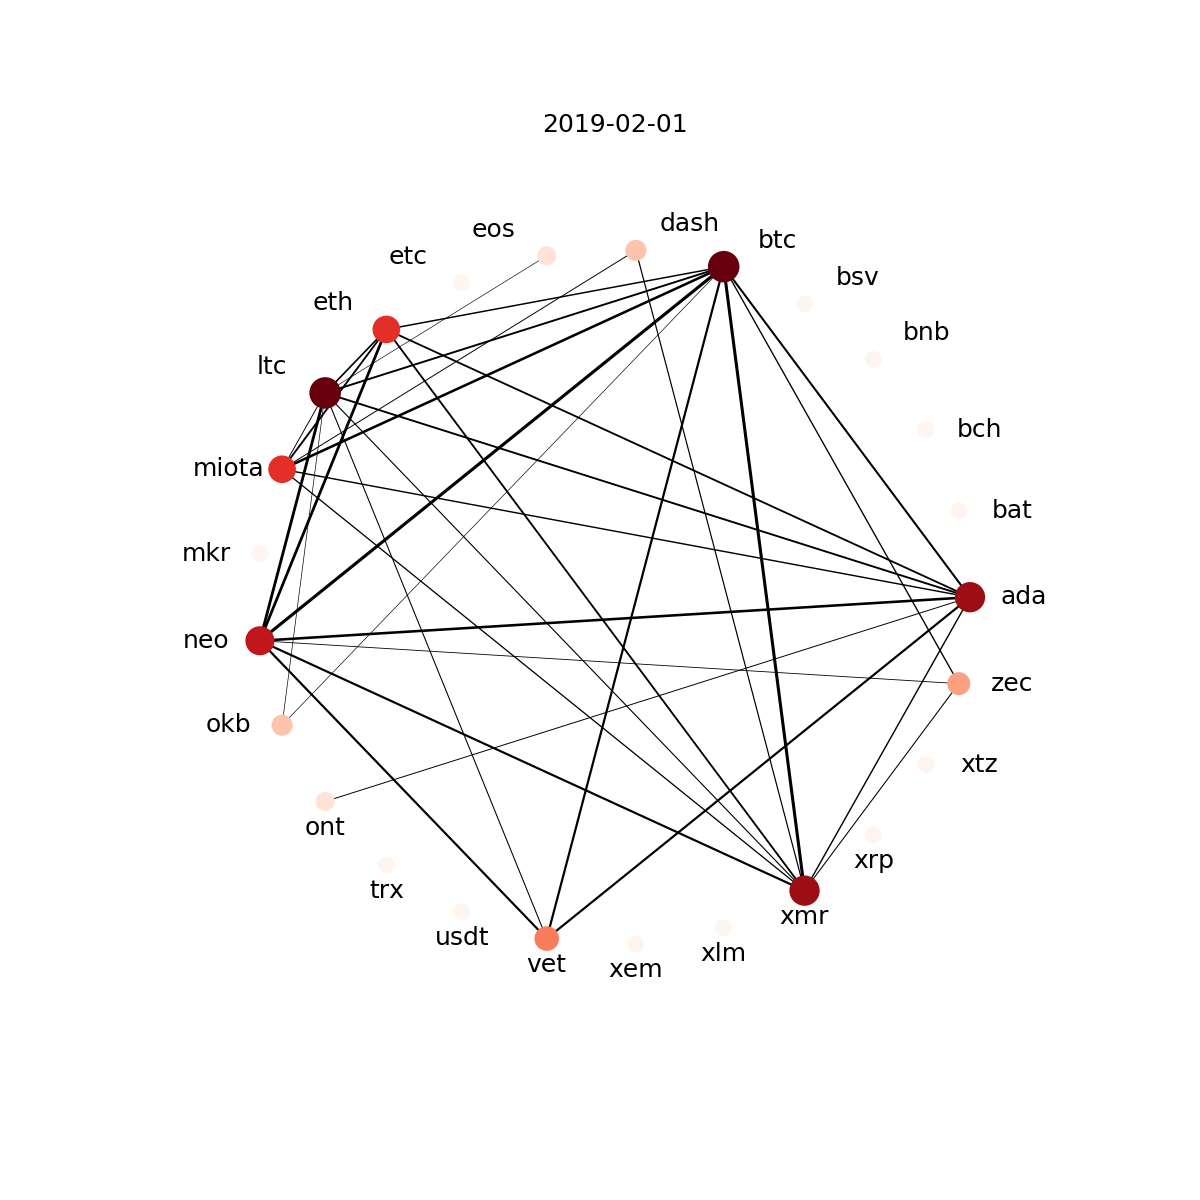 2019-02-01
dash
eos
btc
etc
bsv
eth
bnb
ltc
bch
miota
bat
mkr
ada
neo
zec
okb
xtz
ont
xrp
trx
xmr
usdt
xlm
vet
xem